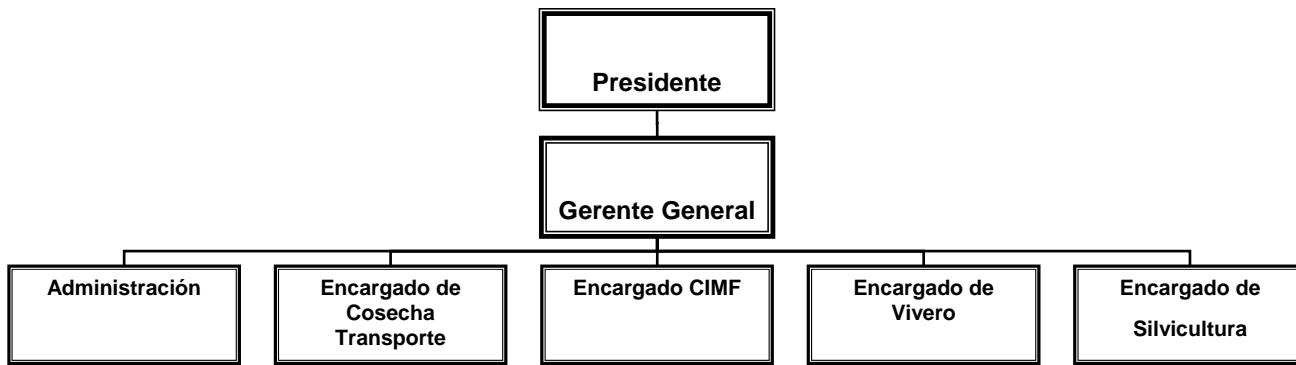 Presidente
Gerente General
Administración
Encargado de
Cosecha
Transporte
Encargado CIMF
Encargado de
Vivero
Encargado de
Silvicultura